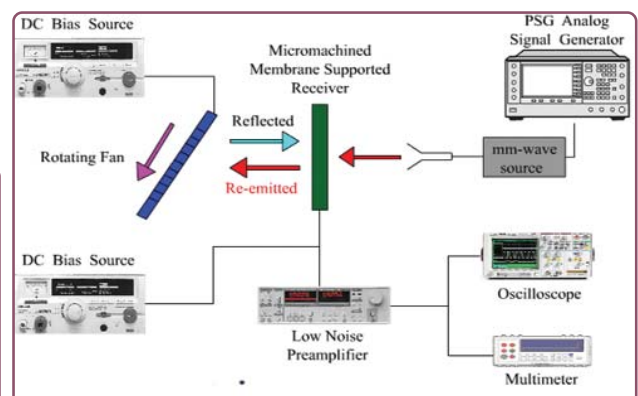 DC Bias Source
PSG Analog
Signal Generator
Micromachined
Membrane Supported
Receiver
Reflected
Rotating Fan
Re-emitted
mm-wave
source
DC Bias Source
Oscilloscope
Low Noise
Preamplifier
Multimeter